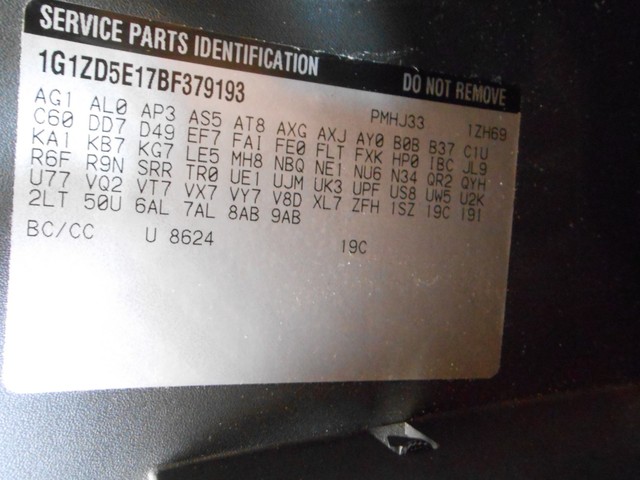 SERVICE PARTS IDENTIFICATION DO NOT REMOVE
1G1ZD5E17BF379193 PMHJ33 1ZH69
AG1 AL0 AP3 AS5 AT8 AXG AXJ AY0 B0B B37 C1U
C60 DD7 D49 EF7 FAI FE0 FLT FXK HP0 IBC JL9
KA1 KB7 KG7 LE5 MH8 NBQ NE1 NU6 N34 QR2 QYH
R6F R9N SRR TR0 UE1 UJM UK3 UPF US8 UW5 U2K
U77 VQ2 VT7 VX7 VY7 V8D XL7 ZFH ISZ 19C 19I
2LT 50U 6AL 7AL 8AB 9AB
BC/CC U 8624 19C